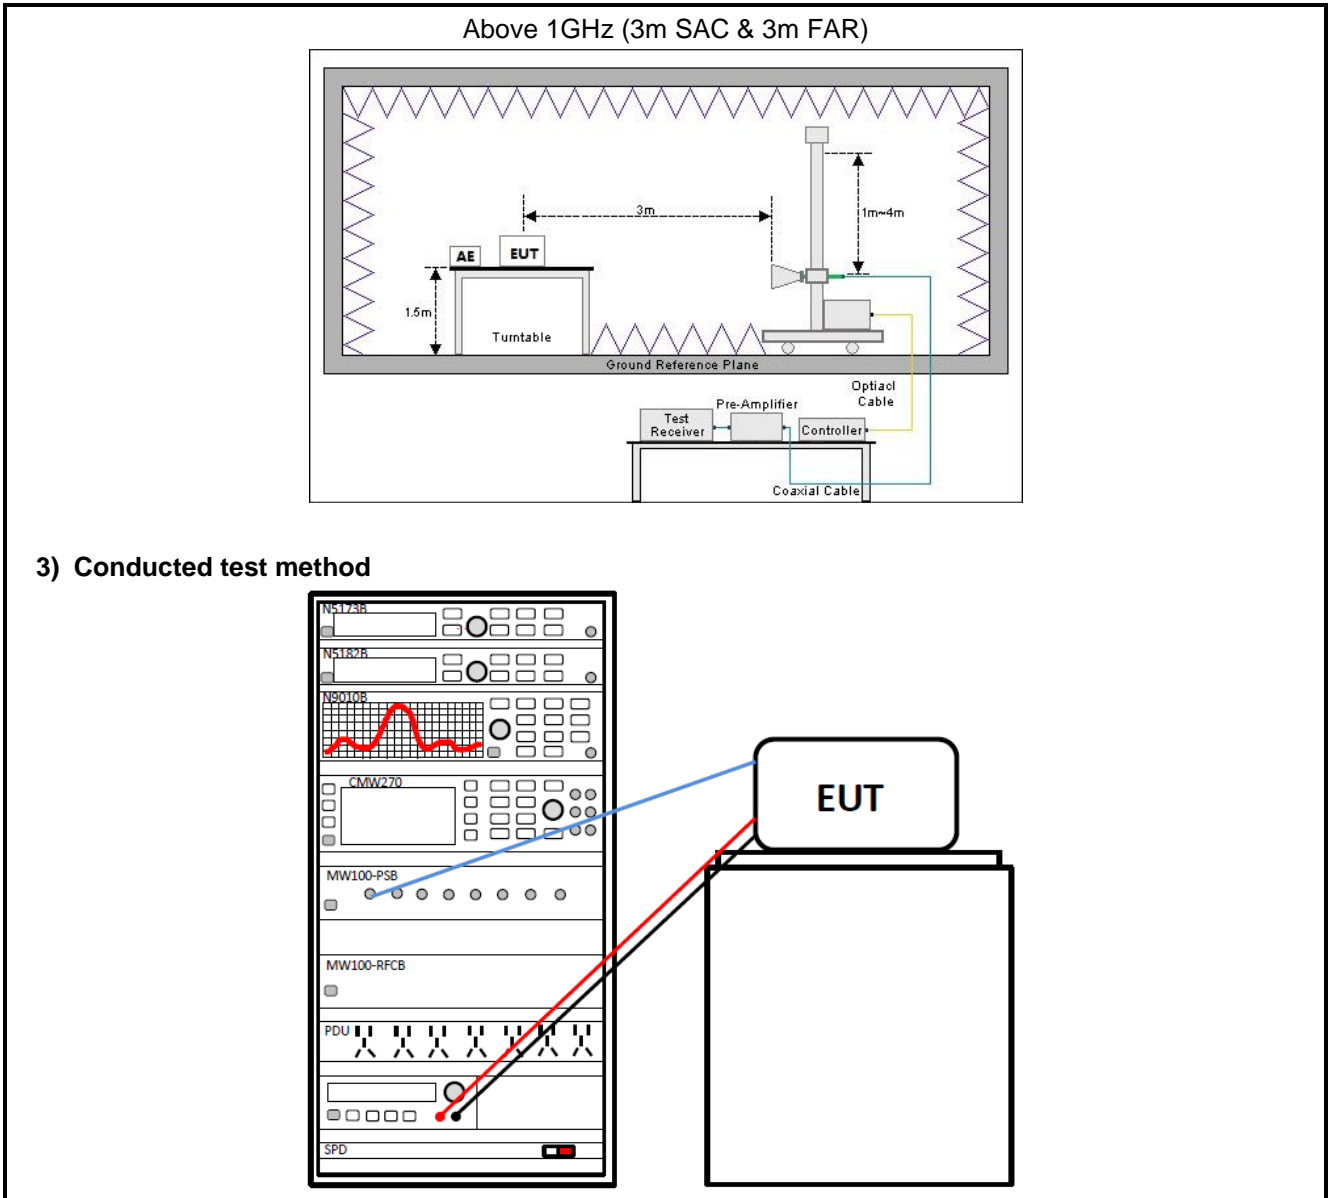 Above 1GHz (3m SAC & 3m FAR)
3m
1m~4m
AE
EUT
1.5m
Turntable
Ground Reference Plane
Optiacl
Cable
Pre-Amplifier
Test
Receiver
Controller
Coaxial Cable
3) Conducted test method
N5173B
N5182B
N9010B
CMW270
EUT
MW100-PSB
MW100-RFCB
PDU
SPD